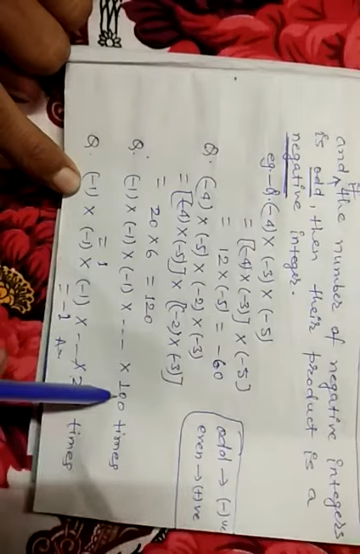 and if the number of negative integers
is odd, then their product is a
negative integer.
eg - Q. (-4) × (-3) × (-5)
= [(-4) × (-3)] × (-5)
= 12 × (-5) = -60
odd → (-)ve
even → (+)ve
Q. (-4) × (-5) × (-2) × (-3)
= [(-4) × (-5)] × [(-2) × (-3)]
= 20 × 6 = 120
Q. (-1) × (-1) × (-1) × - - - × 100 times
= 1
Q. (-1) × (-1) × (-1) × - - - × times
= -1